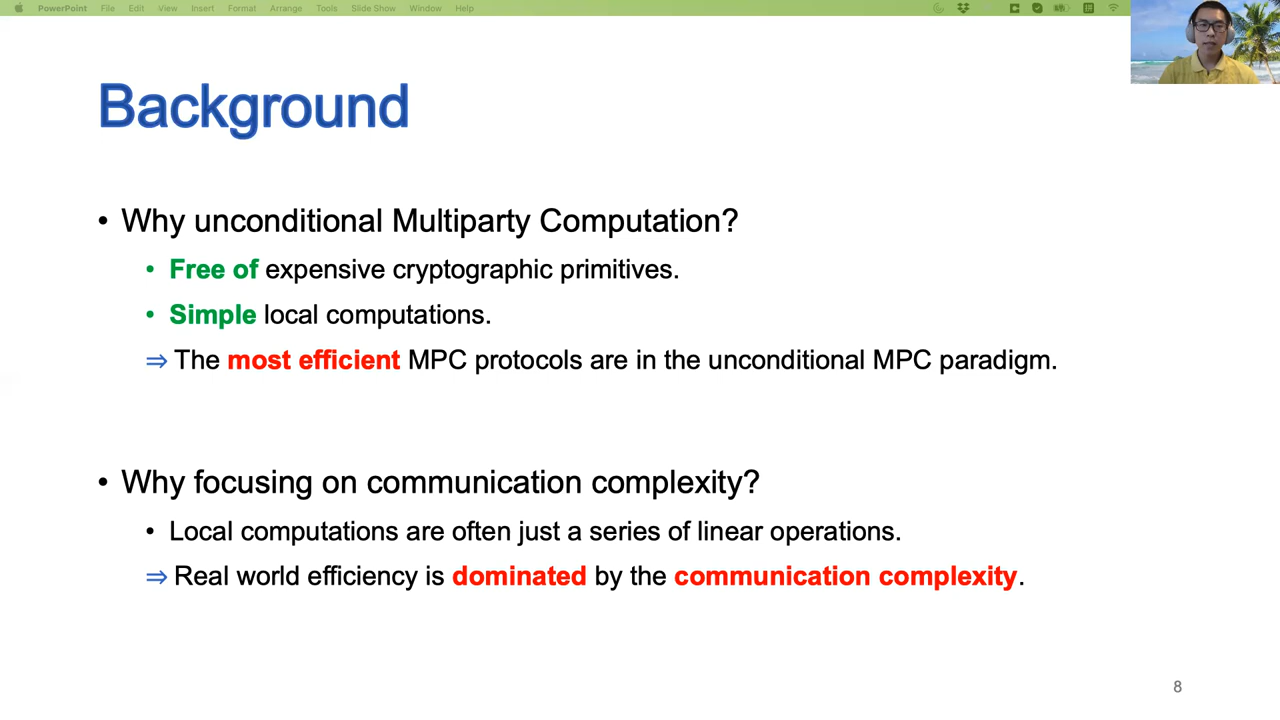 PowerPoint File Edit View Insert Format Arrange Tools Slide Show Window Help
Background
• Why unconditional Multiparty Computation?
• Free of expensive cryptographic primitives.
• Simple local computations.
⇒ The most efficient MPC protocols are in the unconditional MPC paradigm.
• Why focusing on communication complexity?
• Local computations are often just a series of linear operations.
⇒ Real world efficiency is dominated by the communication complexity.
8